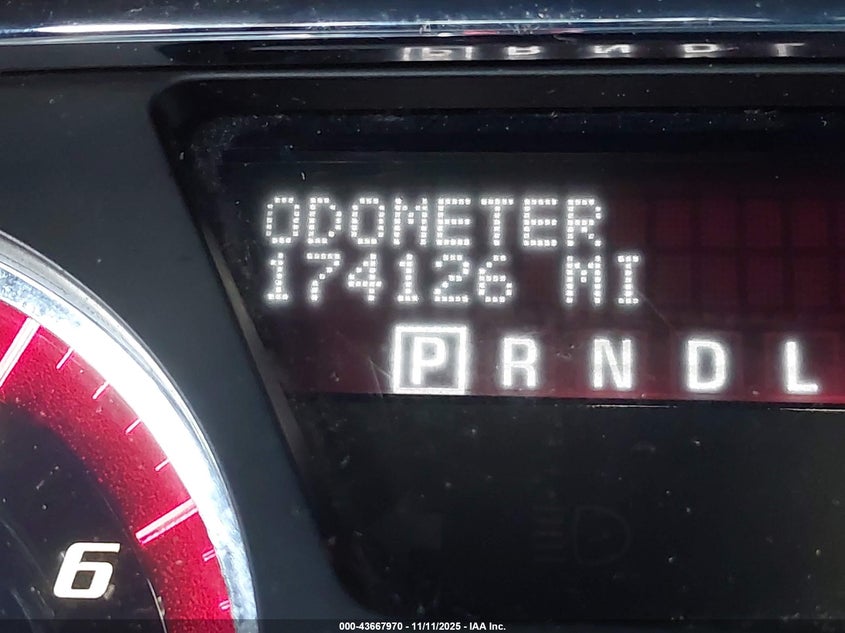 ODOMETER
174126 MI
P R N D L
6
000-43667970 - 11/11/2025 - IAA Inc.